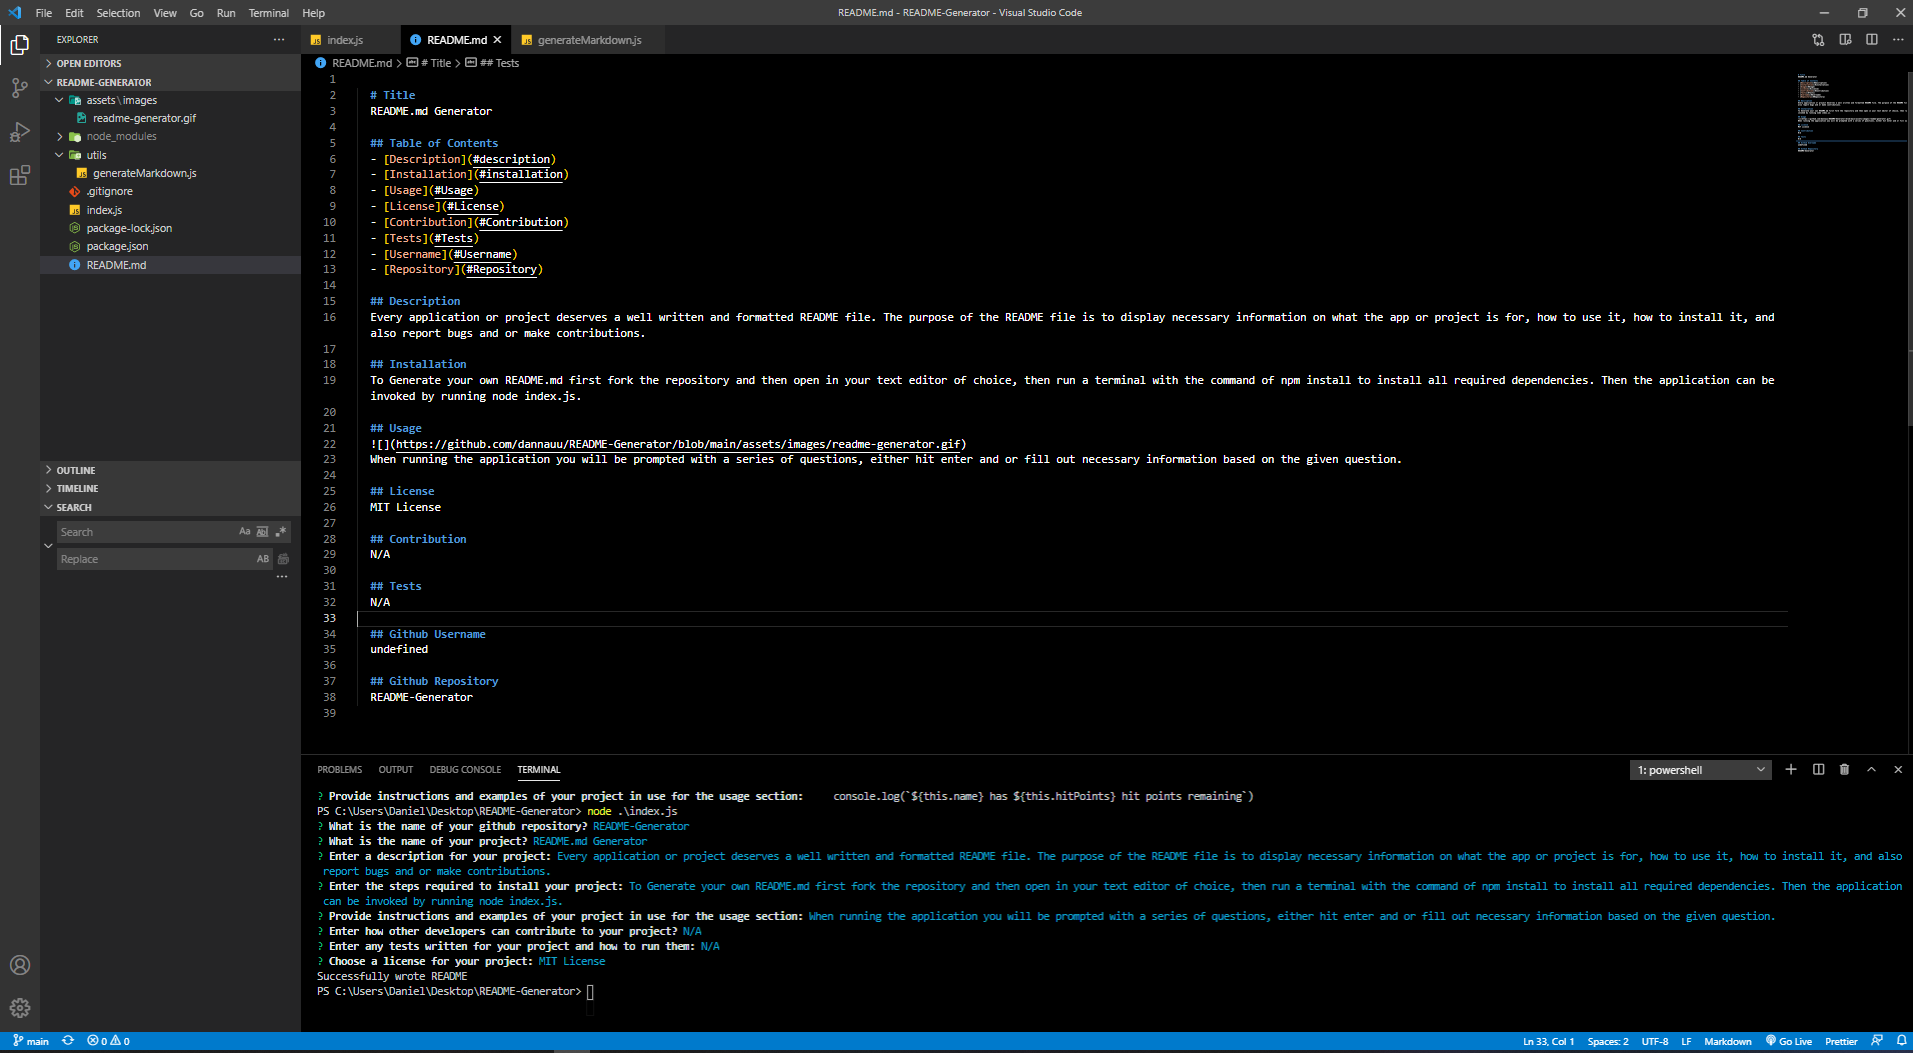 File Edit Selection View Go Run Terminal Help
README.md - README-Generator - Visual Studio Code
EXPLORER
OPEN EDITORS
README-GENERATOR
assets\images
readme-generator.gif
node_modules
utils
generateMarkdown.js
.gitignore
index.js
package-lock.json
package.json
README.md
OUTLINE
TIMELINE
SEARCH
Search
Aa Abl .*
Replace
AB
index.js README.md generateMarkdown.js
README.md > # Title > ## Tests
1
2 # Title
3 README.md Generator
4
5 ## Table of Contents
6 - [Description](#description)
7 - [Installation](#installation)
8 - [Usage](#Usage)
9 - [License](#License)
10 - [Contribution](#Contribution)
11 - [Tests](#Tests)
12 - [Username](#Username)
13 - [Repository](#Repository)
14
15 ## Description
16 Every application or project deserves a well written and formatted README file. The purpose of the README file is to display necessary information on what the app or project is for, how to use it, how to install it, and
also report bugs and or make contributions.
17
18 ## Installation
19 To Generate your own README.md first fork the repository and then open in your text editor of choice, then run a terminal with the command of npm install to install all required dependencies. Then the application can be
invoked by running node index.js.
20
21 ## Usage
22 ![](https://github.com/dannauu/README-Generator/blob/main/assets/images/readme-generator.gif)
23 When running the application you will be prompted with a series of questions, either hit enter and or fill out necessary information based on the given question.
24
25 ## License
26 MIT License
27
28 ## Contribution
29 N/A
30
31 ## Tests
32 N/A
33
34 ## Github Username
35 undefined
36
37 ## Github Repository
38 README-Generator
39
PROBLEMS OUTPUT DEBUG CONSOLE TERMINAL
1: powershell
? Provide instructions and examples of your project in use for the usage section: console.log(`${this.name} has ${this.hitPoints} hit points remaining`)
PS C:\Users\Daniel\Desktop\README-Generator> node .\index.js
? What is the name of your github repository? README-Generator
? What is the name of your project? README.md Generator
? Enter a description for your project: Every application or project deserves a well written and formatted README file. The purpose of the README file is to display necessary information on what the app or project is for, how to use it, how to install it, and also
report bugs and or make contributions.
? Enter the steps required to install your project: To Generate your own README.md first fork the repository and then open in your text editor of choice, then run a terminal with the command of npm install to install all required dependencies. Then the application
can be invoked by running node index.js.
? Provide instructions and examples of your project in use for the usage section: When running the application you will be prompted with a series of questions, either hit enter and or fill out necessary information based on the given question.
? Enter how other developers can contribute to your project? N/A
? Enter any tests written for your project and how to run them: N/A
? Choose a license for your project: MIT License
Successfully wrote README
PS C:\Users\Daniel\Desktop\README-Generator>
main 0 0
Ln 33, Col 1 Spaces: 2 UTF-8 LF Markdown Go Live Prettier